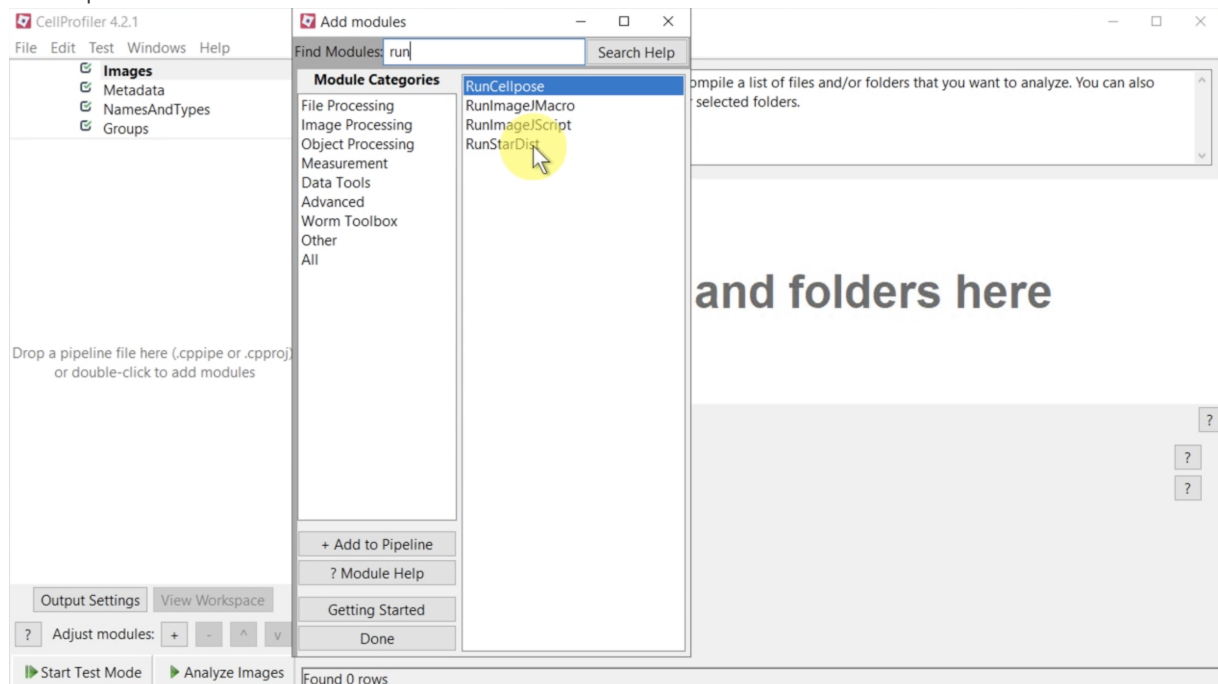 CellProfiler 4.2.1
File Edit Test Windows Help
Images
Metadata
NamesAndTypes
Groups
Drop a pipeline file here (.cppipe or .cpproj)
or double-click to add modules
Output Settings View Workspace
? Adjust modules: + - ^ v
Start Test Mode Analyze Images
Add modules
Find Modules: run Search Help
Module Categories
File Processing
Image Processing
Object Processing
Measurement
Data Tools
Advanced
Worm Toolbox
Other
All
RunCellpose
RunImageJMacro
RunImageJScript
RunStarDist
+ Add to Pipeline
? Module Help
Getting Started
Done
compile a list of files and/or folders that you want to analyze. You can also
selected folders.
and folders here
?
?
?
Found 0 rows